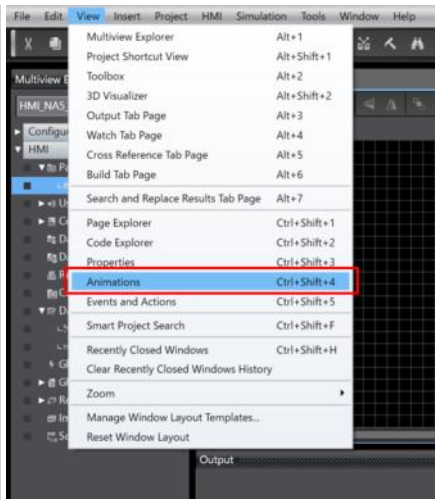 File Edit View Insert Project HMI Simulation Tools Window Help
Multiview Explorer Alt+1
Project Shortcut View Alt+Shift+1
Toolbox Alt+2
3D Visualizer Alt+Shift+2
Output Tab Page Alt+3
Watch Tab Page Alt+4
Cross Reference Tab Page Alt+5
Build Tab Page Alt+6
Search and Replace Results Tab Page Alt+7
Page Explorer Ctrl+Shift+1
Code Explorer Ctrl+Shift+2
Properties Ctrl+Shift+3
Animations Ctrl+Shift+4
Events and Actions Ctrl+Shift+5
Smart Project Search Ctrl+Shift+F
Recently Closed Windows Ctrl+Shift+H
Clear Recently Closed Windows History
Zoom
Manage Window Layout Templates...
Reset Window Layout
Multiview E
HMI_NA5
Configur
HMI
Output